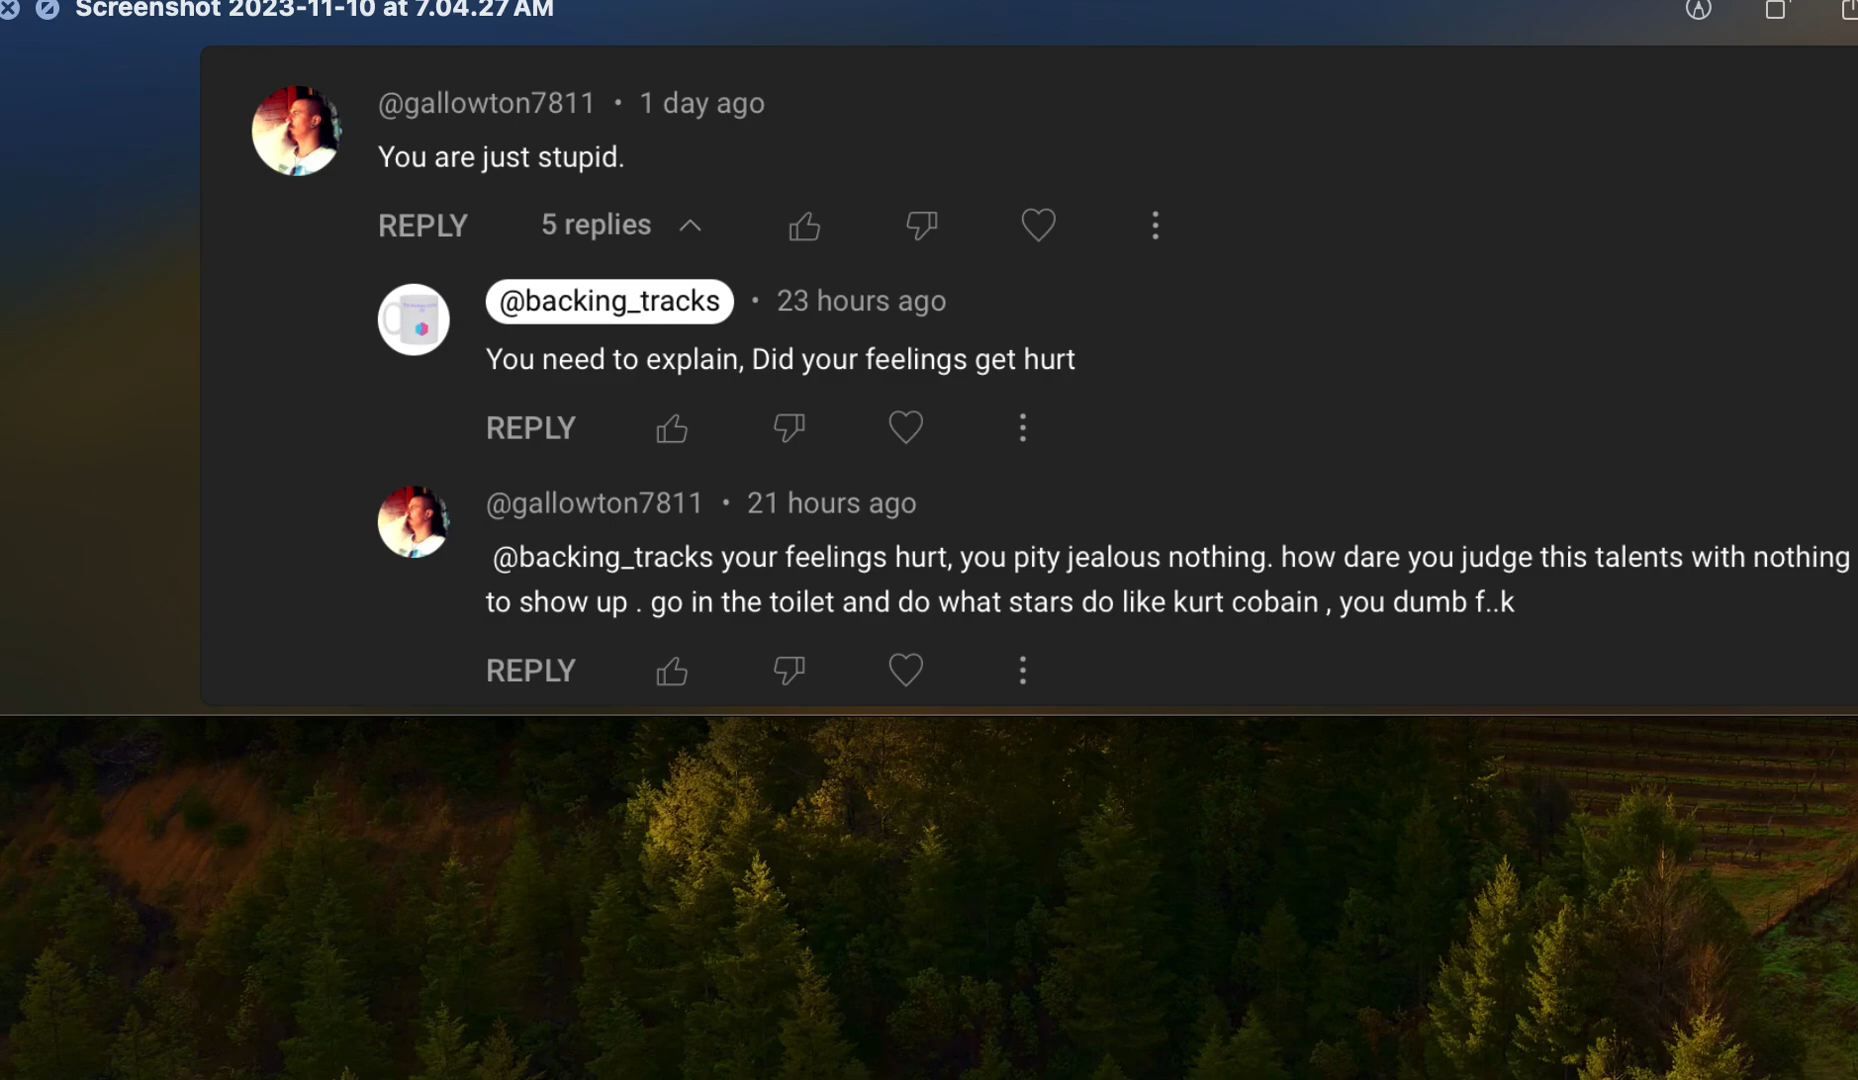 Screenshot 2023-11-10 at 7.04.27 AM
@gallowton7811 • 1 day ago
You are just stupid.
REPLY 5 replies
@backing_tracks • 23 hours ago
You need to explain, Did your feelings get hurt
REPLY
@gallowton7811 • 21 hours ago
@backing_tracks your feelings hurt, you pity jealous nothing. how dare you judge this talents with nothing
to show up . go in the toilet and do what stars do like kurt cobain , you dumb f..k
REPLY